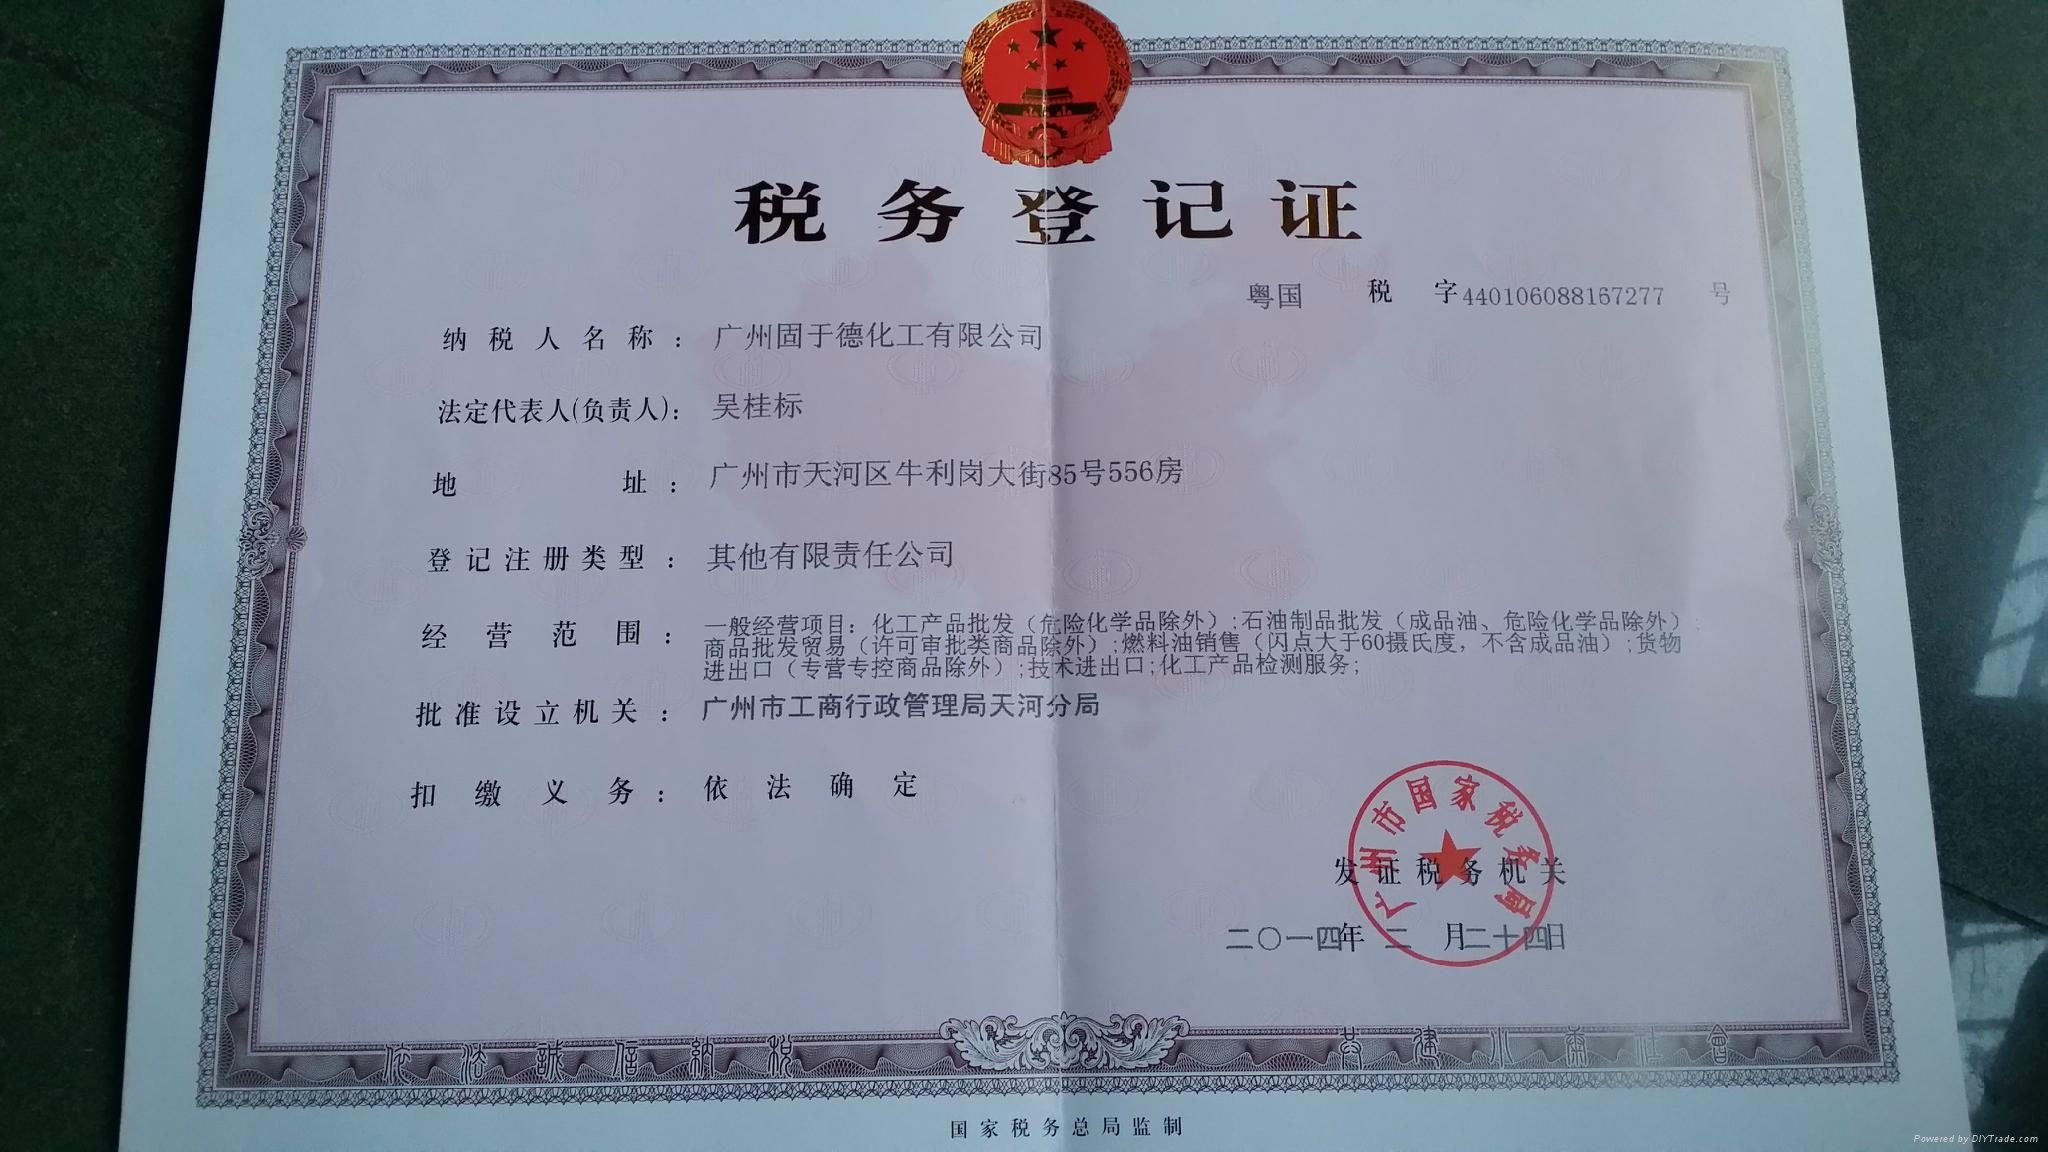 税务登记证
粤国 税 字440106088167277 号
纳税人名称：广州固于德化工有限公司
法定代表人(负责人)：吴桂标
地 址：广州市天河区牛利岗大街85号556房
登记注册类型：其他有限责任公司
经营范围：一般经营项目：化工产品批发（危险化学品除外）;石油制品批发（成品油、危险化学品除外）;
商品批发贸易（许可审批类商品除外）;燃料油销售（闪点大于60摄氏度，不含成品油）;货物
进出口（专营专控商品除外）;技术进出口;化工产品检测服务;
批准设立机关：广州市工商行政管理局天河分局
扣缴义务：依法确定
广州市国家税务局
发证税务机关
二〇一四年 二 月二十四日
依法誠信納稅 共建小康社會
国家税务总局监制
Powered by DIYTrade.com